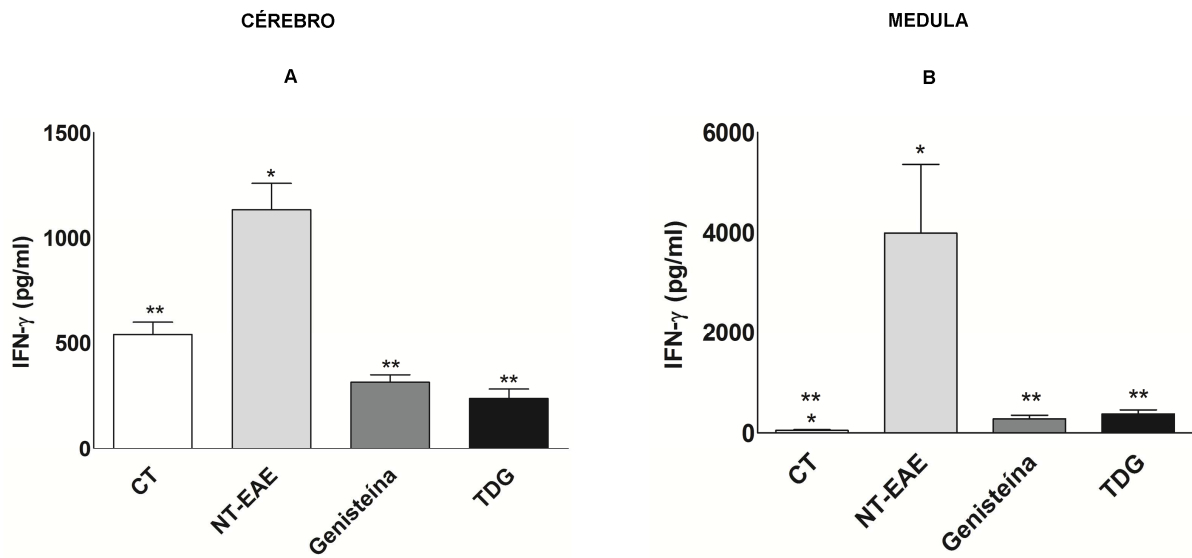 CÉREBRO
A
IFN-γ (pg/ml)
1500
1000
500
0
*
**
**
**
CT
NT-EAE
Genisteína
TDG
MEDULA
B
IFN-γ (pg/ml)
6000
4000
2000
0
*
**
*
**
**
CT
NT-EAE
Genisteína
TDG